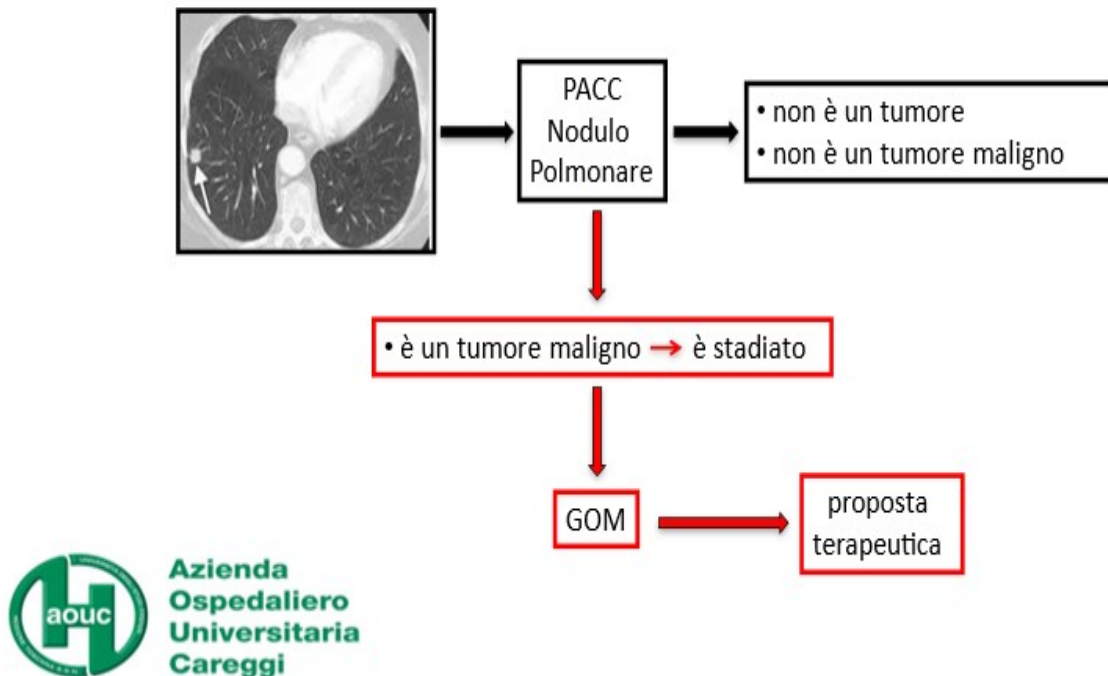 PACC
Nodulo
Polmonare
• non è un tumore
• non è un tumore maligno
• è un tumore maligno → è stadiato
GOM
proposta
terapeutica
aouc
Azienda
Ospedaliero
Universitaria
Careggi